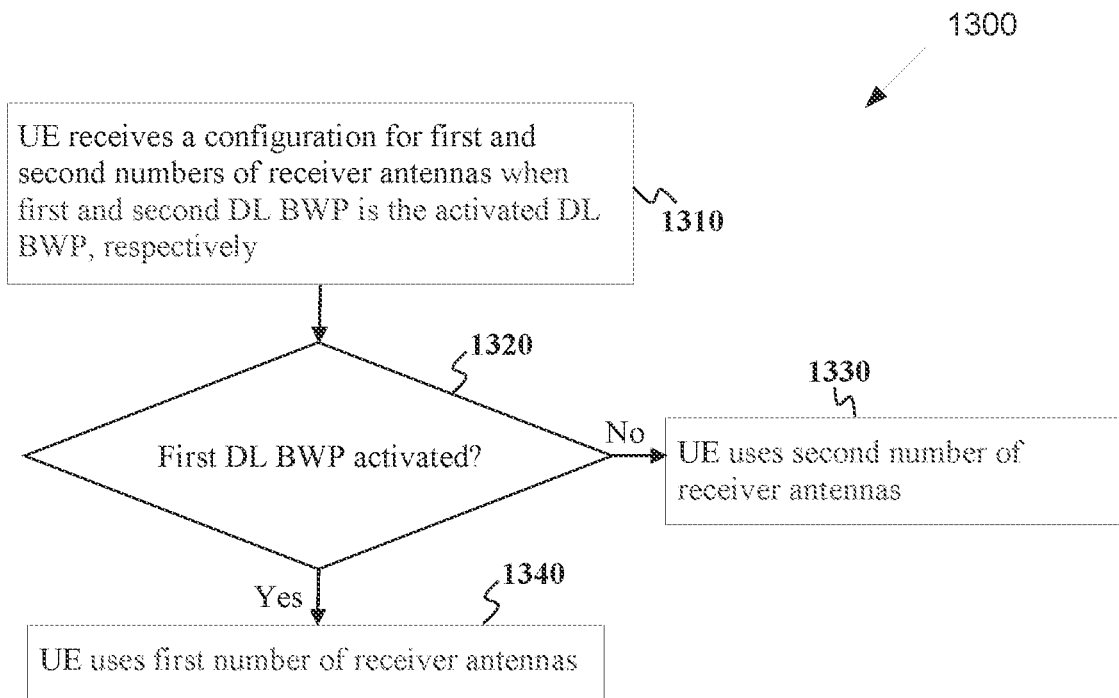 1300
UE receives a configuration for first and
second numbers of receiver antennas when
first and second DL BWP is the activated DL
BWP, respectively
1310
1320
First DL BWP activated?
No
1330
UE uses second number of
receiver antennas
Yes
1340
UE uses first number of receiver antennas